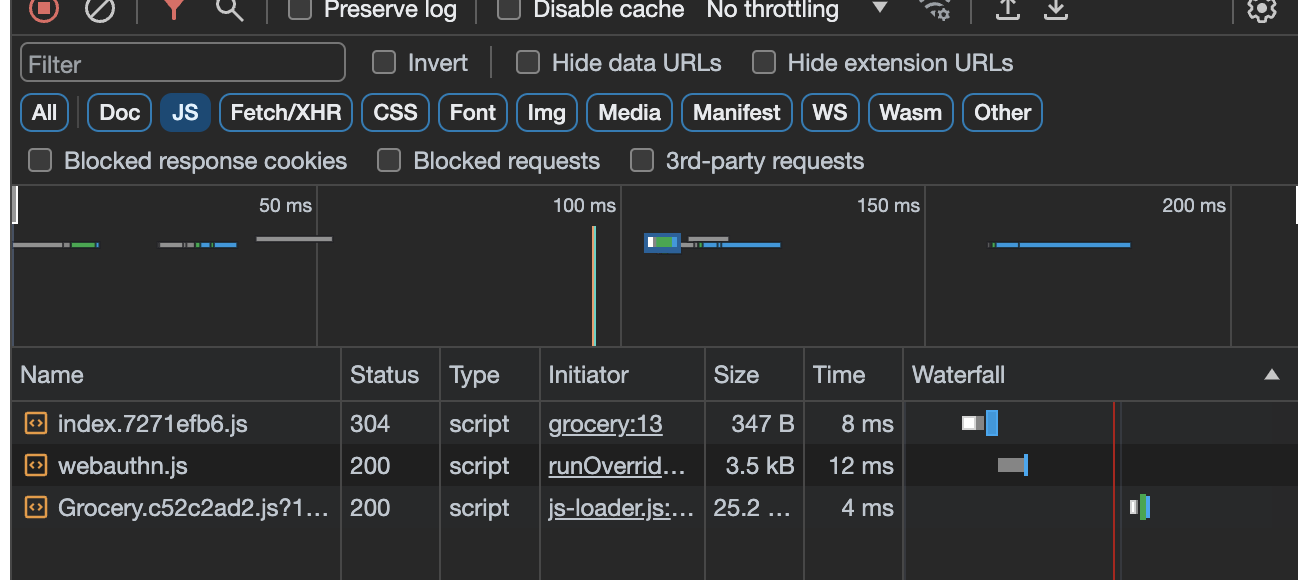 Preserve log Disable cache No throttling
Filter Invert Hide data URLs Hide extension URLs
All Doc JS Fetch/XHR CSS Font Img Media Manifest WS Wasm Other
Blocked response cookies Blocked requests 3rd-party requests
50 ms 100 ms 150 ms 200 ms
Name Status Type Initiator Size Time Waterfall
index.7271efb6.js 304 script grocery:13 347 B 8 ms
webauthn.js 200 script runOverrid... 3.5 kB 12 ms
Grocery.c52c2ad2.js?1... 200 script js-loader.js:... 25.2 ... 4 ms